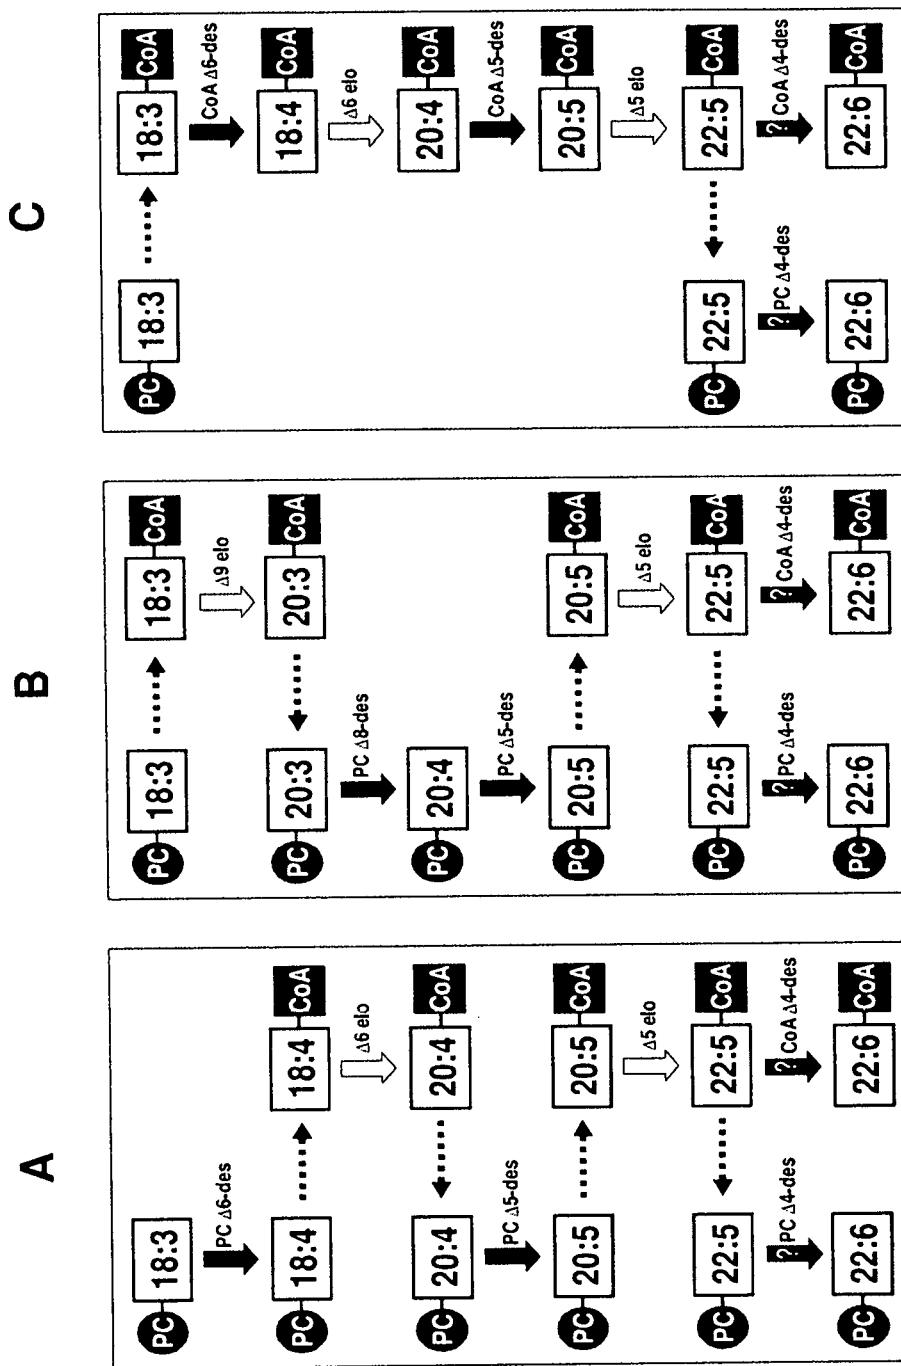 A
PC 18:3
PC Δ6-des
PC 18:4 18:4 CoA
Δ6 elo
PC 20:4 20:4 CoA
PC Δ5-des
PC 20:5 20:5 CoA
Δ5 elo
PC 22:5 22:5 CoA
? PC Δ4-des ? CoA Δ4-des
PC 22:6 22:6 CoA
B
PC 18:3 18:3 CoA
Δ9 elo
PC 20:3 20:3 CoA
PC Δ8-des
PC 20:4
PC Δ5-des
PC 20:5 20:5 CoA
Δ5 elo
PC 22:5 22:5 CoA
? PC Δ4-des ? CoA Δ4-des
PC 22:6 22:6 CoA
C
PC 18:3 18:3 CoA
CoA Δ6-des
18:4 CoA
Δ6 elo
20:4 CoA
CoA Δ5-des
20:5 CoA
Δ5 elo
PC 22:5 22:5 CoA
? PC Δ4-des ? CoA Δ4-des
PC 22:6 22:6 CoA